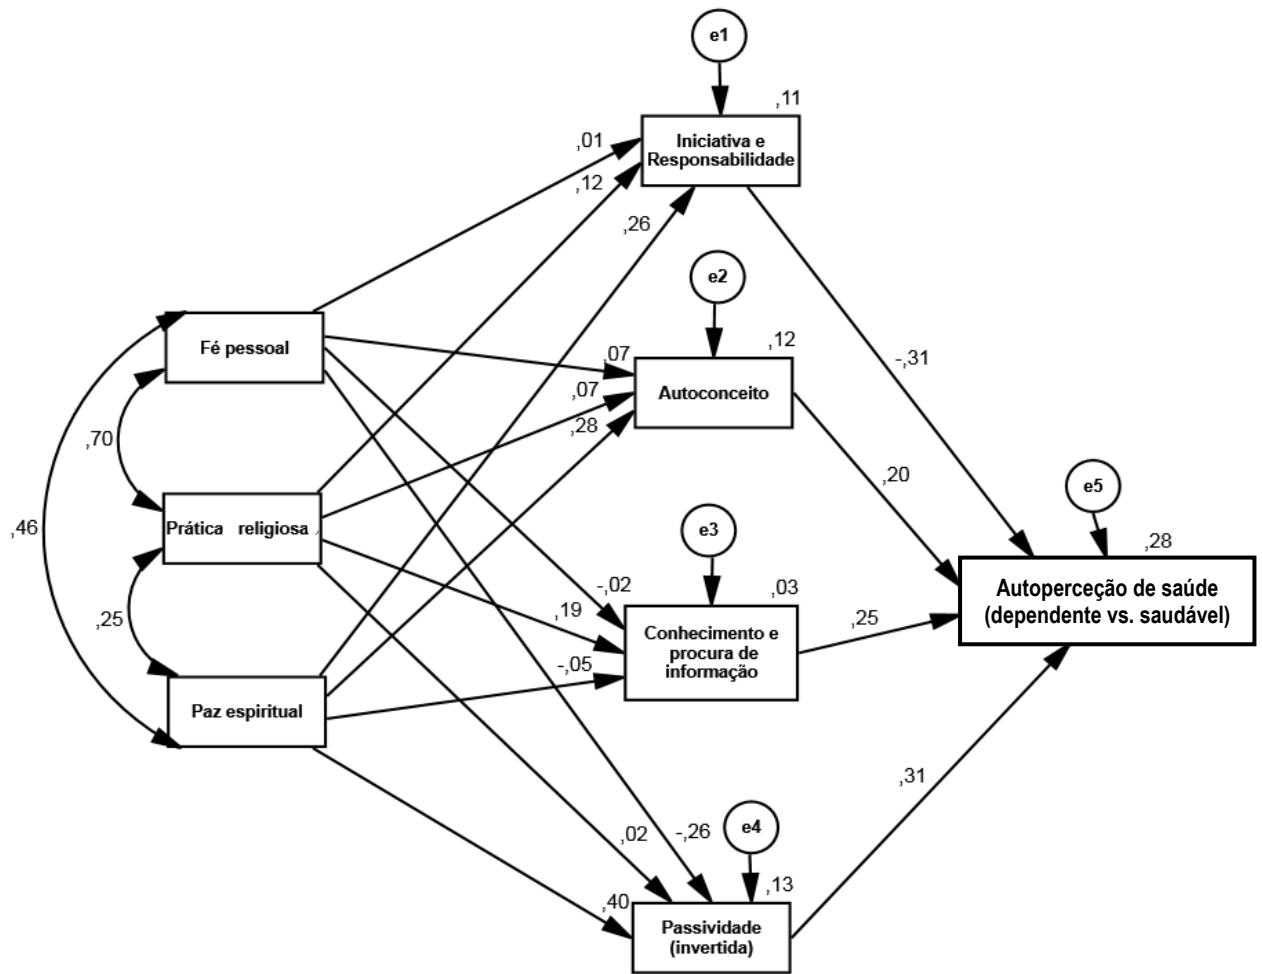 e1
,11
Iniciativa e
Responsabilidade
,01
,12
,26
e2
,12
Fé pessoal
,07
Autoconceito
,07
,28
-,31
,70
,20
e5
,46
Prática religiosa
e3
,28
-,02
,03
,19
Conhecimento e
procura de
informação
,25
Autoperceção de saúde
(dependente vs. saudável)
,25
-,05
Paz espiritual
,31
,02
-,26
e4
,13
,40
Passividade
(invertida)